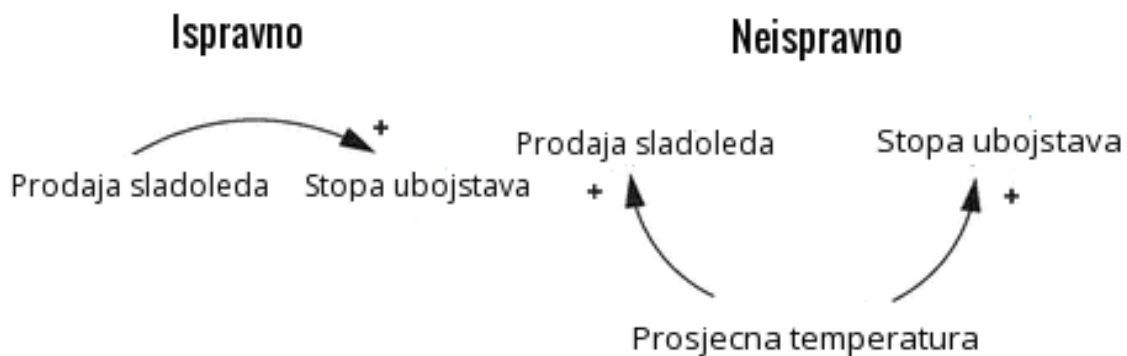 Ispravno
Neispravno
+
Prodaja sladoleda
Stopa ubojstava
Prodaja sladoleda
Stopa ubojstava
+
+
Prosjecna temperatura